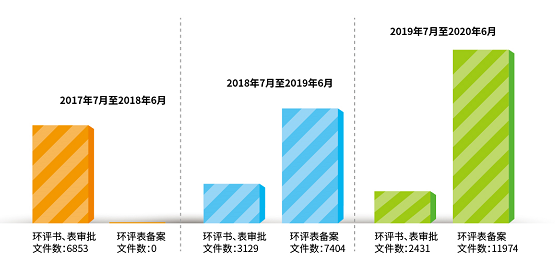 2017年7月至2018年6月
环评书、表审批
文件数:6853
环评表备案
文件数:0
2018年7月至2019年6月
环评书、表审批
文件数:3129
环评表备案
文件数:7404
2019年7月至2020年6月
环评书、表审批
文件数:2431
环评表备案
文件数:11974